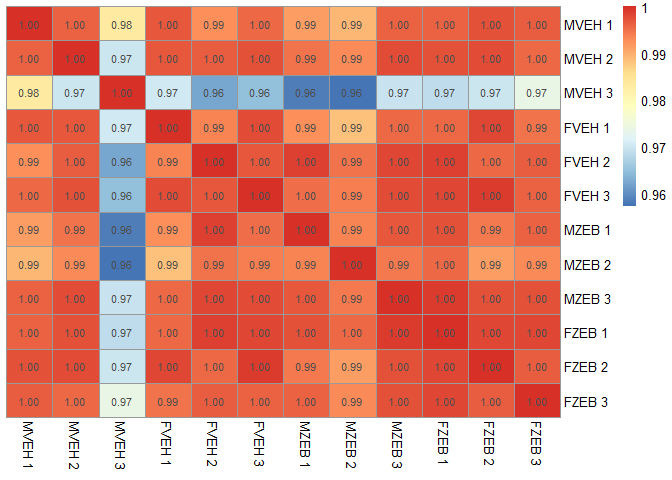 1.00 1.00 0.98 1.00 0.99 1.00 0.99 0.99 1.00 1.00 1.00 1.00 MVEH 1
1.00 1.00 0.97 1.00 1.00 1.00 0.99 0.99 1.00 1.00 1.00 1.00 MVEH 2
0.98 0.97 1.00 0.97 0.96 0.96 0.96 0.96 0.97 0.97 0.97 0.97 MVEH 3
1.00 1.00 0.97 1.00 0.99 1.00 0.99 0.99 1.00 1.00 1.00 0.99 FVEH 1
0.99 1.00 0.96 0.99 1.00 1.00 1.00 0.99 1.00 1.00 1.00 1.00 FVEH 2
1.00 1.00 0.96 1.00 1.00 1.00 1.00 0.99 1.00 1.00 1.00 1.00 FVEH 3
0.99 0.99 0.96 0.99 1.00 1.00 1.00 0.99 1.00 1.00 0.99 1.00 MZEB 1
0.99 0.99 0.96 0.99 0.99 0.99 0.99 1.00 0.99 1.00 0.99 0.99 MZEB 2
1.00 1.00 0.97 1.00 1.00 1.00 1.00 0.99 1.00 1.00 1.00 1.00 MZEB 3
1.00 1.00 0.97 1.00 1.00 1.00 1.00 1.00 1.00 1.00 1.00 1.00 FZEB 1
1.00 1.00 0.97 1.00 1.00 1.00 0.99 0.99 1.00 1.00 1.00 1.00 FZEB 2
1.00 1.00 0.97 0.99 1.00 1.00 1.00 0.99 1.00 1.00 1.00 1.00 FZEB 3
MVEH 1
MVEH 2
MVEH 3
FVEH 1
FVEH 2
FVEH 3
MZEB 1
MZEB 2
MZEB 3
FZEB 1
FZEB 2
FZEB 3
1
0.99
0.98
0.97
0.96